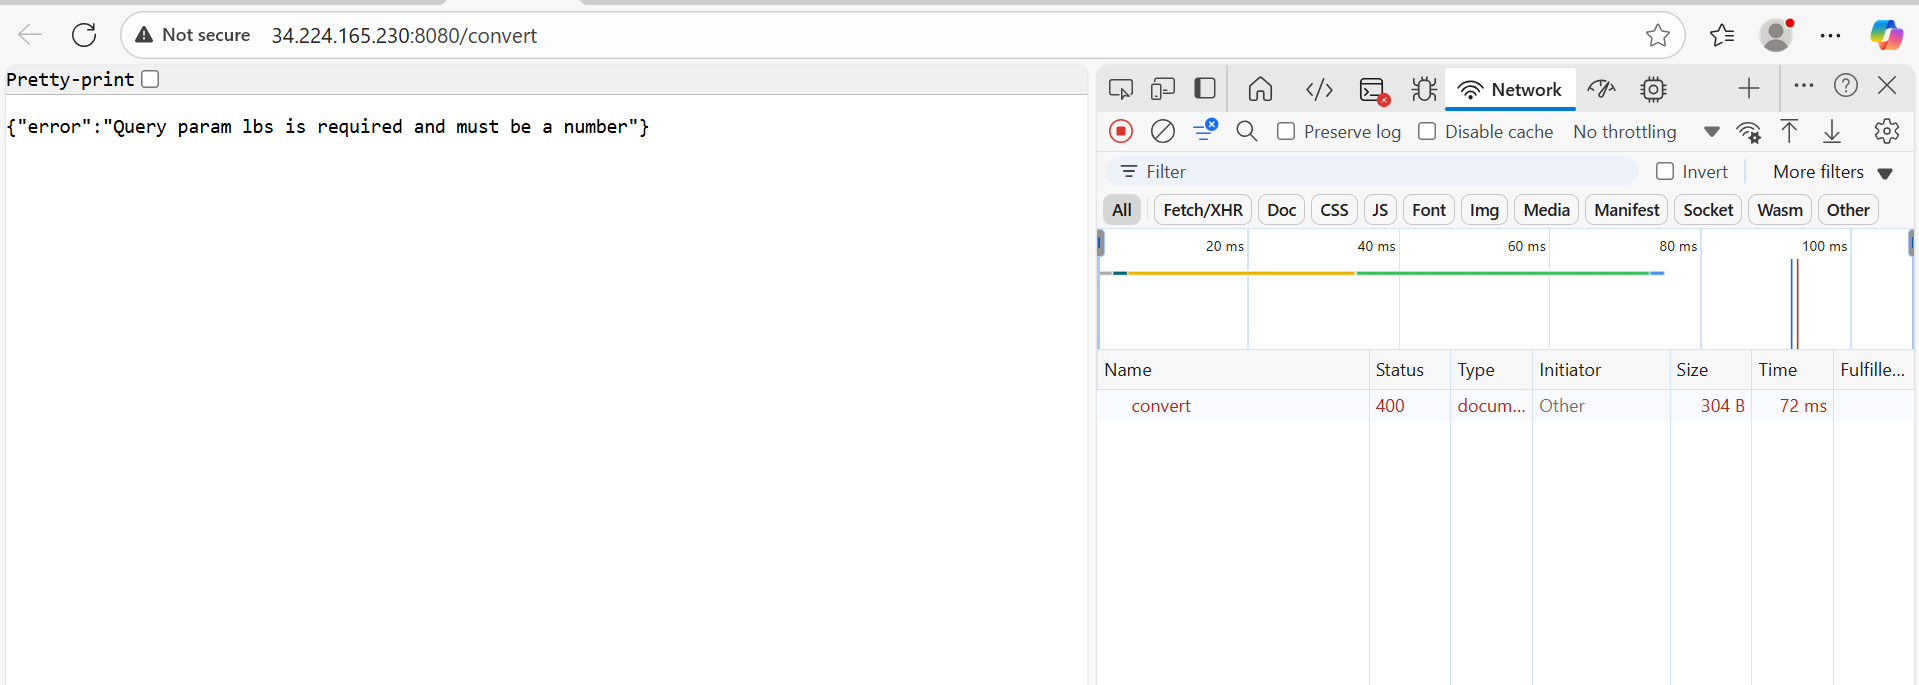 Not secure 34.224.165.230:8080/convert
Pretty-print
{"error":"Query param lbs is required and must be a number"}
Network
Preserve log Disable cache No throttling
Filter Invert More filters
All Fetch/XHR Doc CSS JS Font Img Media Manifest Socket Wasm Other
20 ms 40 ms 60 ms 80 ms 100 ms
Name Status Type Initiator Size Time Fulfille...
convert 400 docum... Other 304 B 72 ms